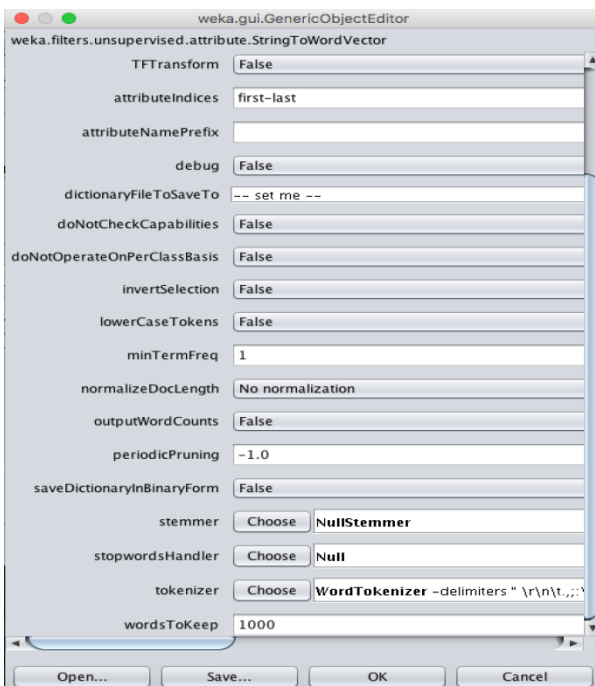 weka.gui.GenericObjectEditor
weka.filters.unsupervised.attribute.StringToWordVector
TFTransform False
attributeIndices first-last
attributeNamePrefix
debug False
dictionaryFileToSaveTo -- set me --
doNotCheckCapabilities False
doNotOperateOnPerClassBasis False
invertSelection False
lowerCaseTokens False
minTermFreq 1
normalizeDocLength No normalization
outputWordCounts False
periodicPruning -1.0
saveDictionaryInBinaryForm False
stemmer Choose NullStemmer
stopwordsHandler Choose Null
tokenizer Choose WordTokenizer -delimiters " \r\n\t.,;:\
wordsToKeep 1000
Open... Save... OK Cancel